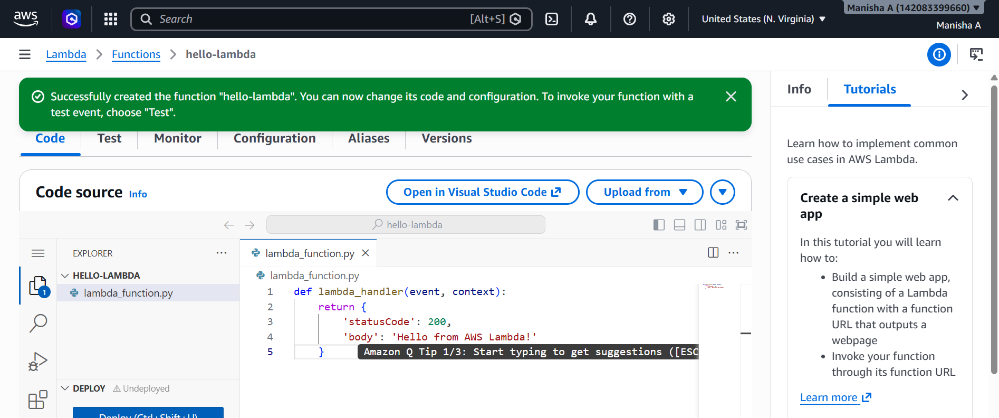 aws
Search
[Alt+S]
United States (N. Virginia)
Manisha A (142083399660)
Manisha A
Lambda
Functions
hello-lambda
Successfully created the function "hello-lambda". You can now change its code and configuration. To invoke your function with a
test event, choose "Test".
Code
Test
Monitor
Configuration
Aliases
Versions
Code source Info
Open in Visual Studio Code
Upload from
hello-lambda
EXPLORER
HELLO-LAMBDA
lambda_function.py
1
DEPLOY Undeployed
Deploy (Ctrl+Shift+U)
lambda_function.py
lambda_function.py
1 def lambda_handler(event, context):
2 return {
3 'statusCode': 200,
4 'body': 'Hello from AWS Lambda!'
5 } Amazon Q Tip 1/3: Start typing to get suggestions ([ESC
Info
Tutorials
Learn how to implement common
use cases in AWS Lambda.
Create a simple web
app
In this tutorial you will learn
how to:
• Build a simple web app,
consisting of a Lambda
function with a function
URL that outputs a
webpage
• Invoke your function
through its function URL
Learn more